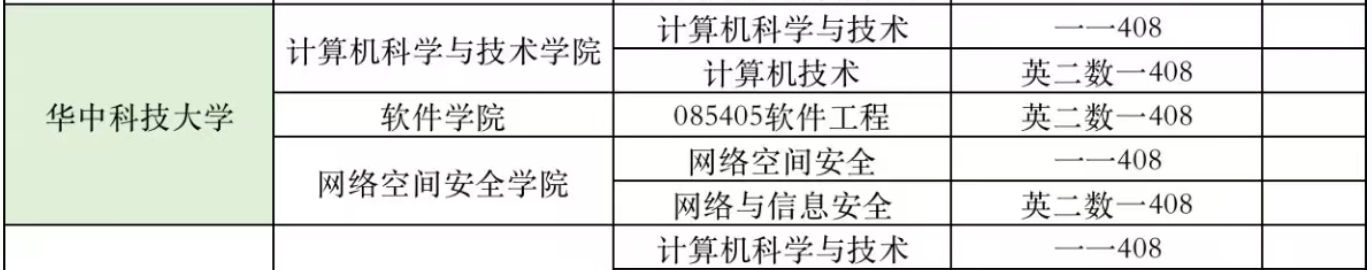 华中科技大学
计算机科学与技术学院
计算机科学与技术
一一408
计算机技术
英二数一408
软件学院
085405软件工程
英二数一408
网络空间安全学院
网络空间安全
一一408
网络与信息安全
英二数一408
计算机科学与技术
一一408